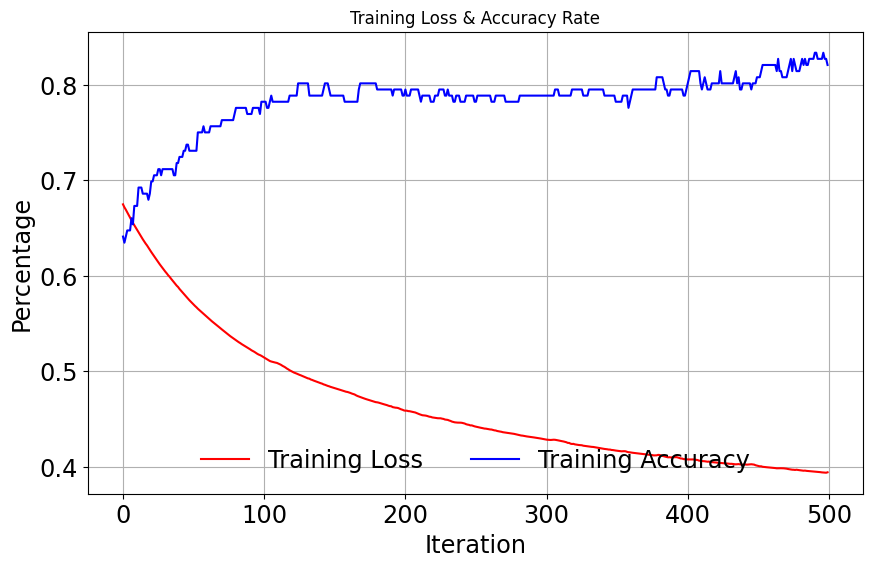 Training Loss & Accuracy Rate
Percentage
0.8
0.7
0.6
0.5
0.4
Training Loss Training Accuracy
0 100 200 300 400 500
Iteration